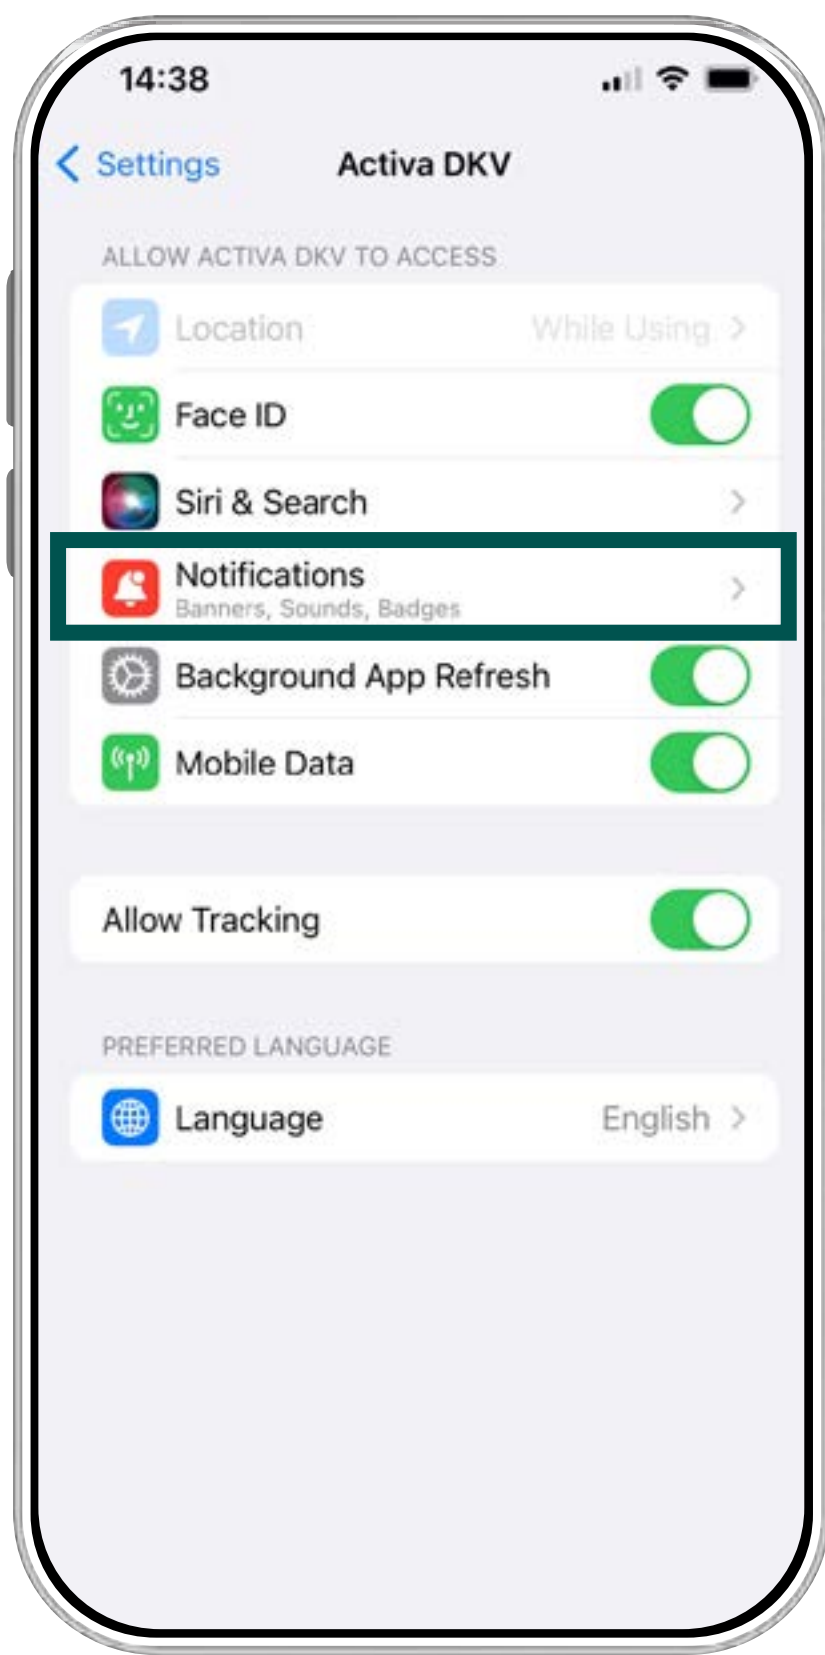 14:38
Settings
Activa DKV
ALLOW ACTIVA DKV TO ACCESS
Location While Using
Face ID
Siri & Search
Notifications
Banners, Sounds, Badges
Background App Refresh
Mobile Data
Allow Tracking
PREFERRED LANGUAGE
Language English